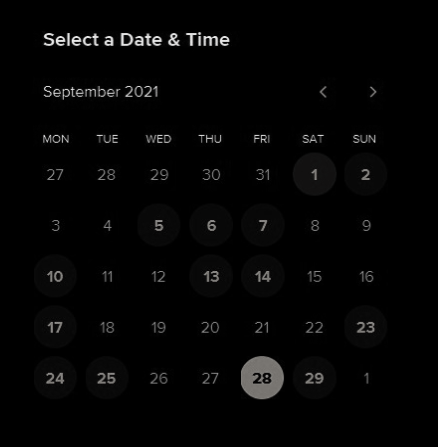 Select a Date & Time
September 2021
MON TUE WED THU FRI SAT SUN
27 28 29 30 31 1 2
3 4 5 6 7 8 9
10 11 12 13 14 15 16
17 18 19 20 21 22 23
24 25 26 27 28 29 1